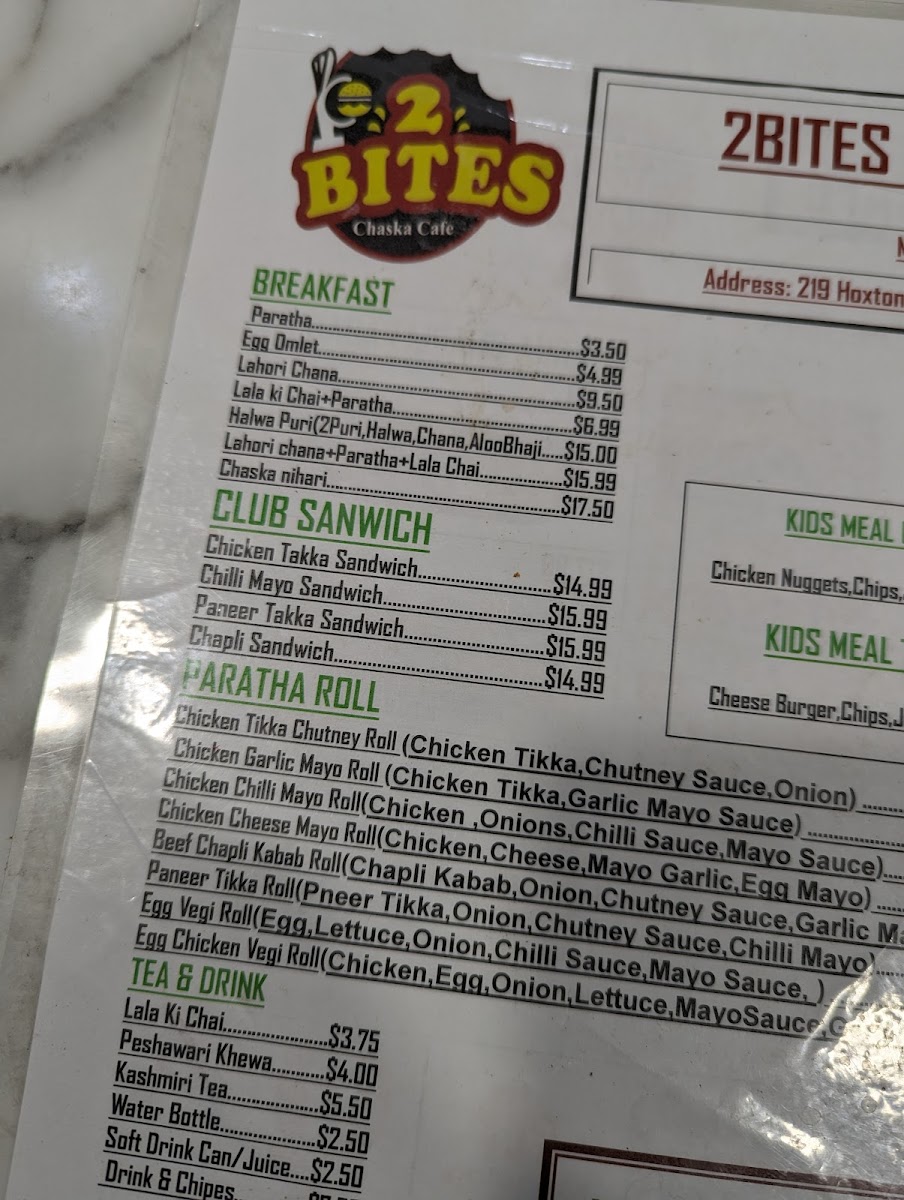 2
BITES
Chaska Cafe
2BITES
Address: 219 Hoxton
BREAKFAST
Paratha..........$3.50
Egg Omlet..........$4.99
Lahori Chana..........$9.50
Lala ki Chai+Paratha..........$6.99
Halwa Puri(2Puri,Halwa,Chana,AlooBhaji.....$15.00
Lahori chana+Paratha+Lala Chai..........$15.99
Chaska nihari..........$17.50
CLUB SANWICH
Chicken Takka Sandwich..........$14.99
Chilli Mayo Sandwich..........$15.99
Paneer Takka Sandwich..........$15.99
Chapli Sandwich..........$14.99
KIDS MEAL
Chicken Nuggets,Chips,
KIDS MEAL
Cheese Burger,Chips,J
PARATHA ROLL
Chicken Tikka Chutney Roll (Chicken Tikka,Chutney Sauce,Onion) ........
Chicken Garlic Mayo Roll (Chicken Tikka,Garlic Mayo Sauce) ..........
Chicken Chilli Mayo Roll(Chicken ,Onions,Chilli Sauce,Mayo Sauce)....
Chicken Cheese Mayo Roll(Chicken,Cheese,Mayo Garlic,Egg Mayo) .....
Beef Chapli Kabab Roll(Chapli Kabab,Onion,Chutney Sauce,Garlic Ma
Paneer Tikka Roll(Pneer Tikka,Onion,Chutney Sauce,Chilli Mayo).....
Egg Vegi Roll(Egg,Lettuce,Onion,Chilli Sauce,Mayo Sauce, )..........
Egg Chicken Vegi Roll(Chicken,Egg,Onion,Lettuce,MayoSauce,G
TEA & DRINK
Lala Ki Chai..........$3.75
Peshawari Khewa..........$4.00
Kashmiri Tea..........$5.50
Water Bottle..........$2.50
Soft Drink Can/Juice....$2.50
Drink & Chipes